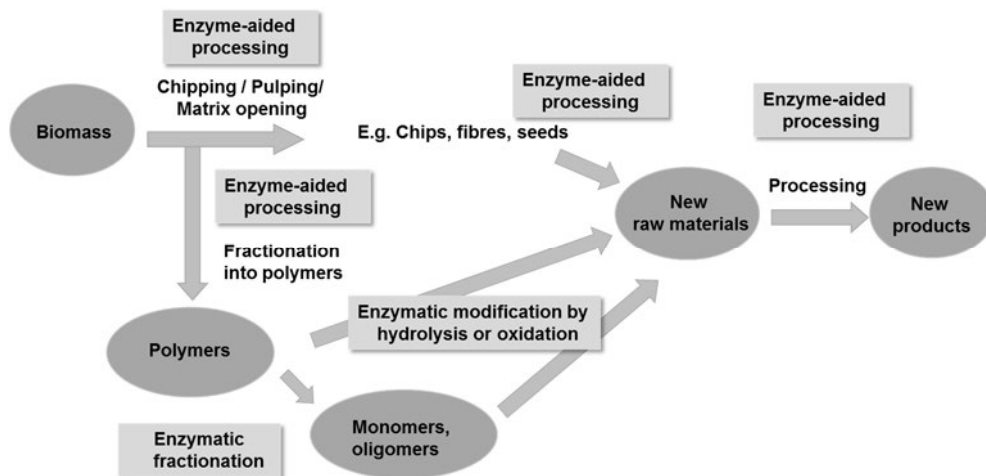 Enzyme-aided
processing
Chipping / Pulping/
Matrix opening
Biomass
E.g. Chips, fibres, seeds
Enzyme-aided
processing
Enzyme-aided
processing
Enzyme-aided
processing
Fractionation
into polymers
New
raw materials
Processing
New
products
Enzymatic modification by
hydrolysis or oxidation
Polymers
Monomers,
oligomers
Enzymatic
fractionation